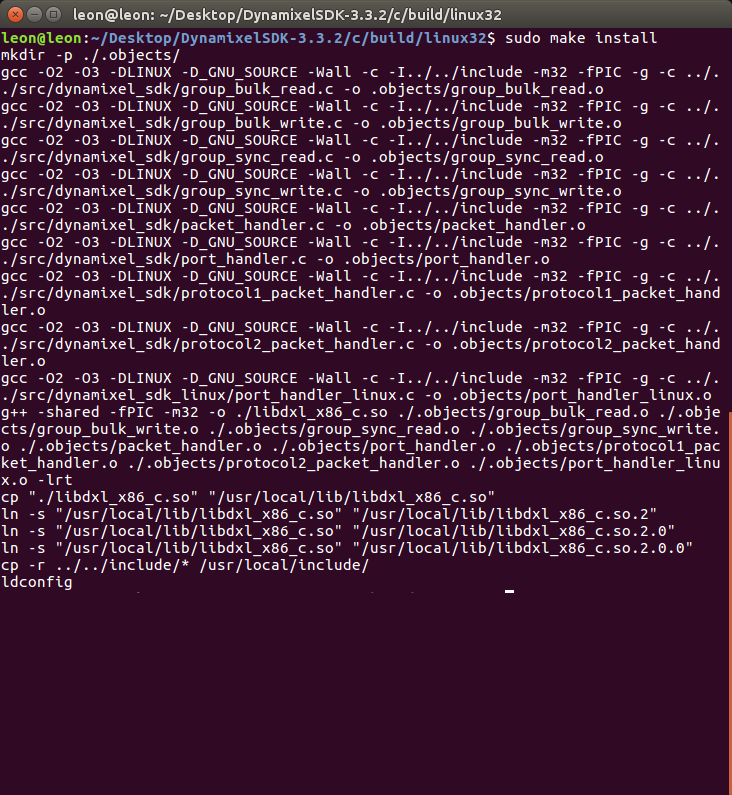 leon@leon: ~/Desktop/DynamixelSDK-3.3.2/c/build/linux32
leon@leon:~/Desktop/DynamixelSDK-3.3.2/c/build/linux32$ sudo make install
mkdir -p ./.objects/
gcc -O2 -O3 -DLINUX -D_GNU_SOURCE -Wall -c -I../../include -m32 -fPIC -g -c ../.
./src/dynamixel_sdk/group_bulk_read.c -o .objects/group_bulk_read.o
gcc -O2 -O3 -DLINUX -D_GNU_SOURCE -Wall -c -I../../include -m32 -fPIC -g -c ../.
./src/dynamixel_sdk/group_bulk_write.c -o .objects/group_bulk_write.o
gcc -O2 -O3 -DLINUX -D_GNU_SOURCE -Wall -c -I../../include -m32 -fPIC -g -c ../.
./src/dynamixel_sdk/group_sync_read.c -o .objects/group_sync_read.o
gcc -O2 -O3 -DLINUX -D_GNU_SOURCE -Wall -c -I../../include -m32 -fPIC -g -c ../.
./src/dynamixel_sdk/group_sync_write.c -o .objects/group_sync_write.o
gcc -O2 -O3 -DLINUX -D_GNU_SOURCE -Wall -c -I../../include -m32 -fPIC -g -c ../.
./src/dynamixel_sdk/packet_handler.c -o .objects/packet_handler.o
gcc -O2 -O3 -DLINUX -D_GNU_SOURCE -Wall -c -I../../include -m32 -fPIC -g -c ../.
./src/dynamixel_sdk/port_handler.c -o .objects/port_handler.o
gcc -O2 -O3 -DLINUX -D_GNU_SOURCE -Wall -c -I../../include -m32 -fPIC -g -c ../.
./src/dynamixel_sdk/protocol1_packet_handler.c -o .objects/protocol1_packet_hand
ler.o
gcc -O2 -O3 -DLINUX -D_GNU_SOURCE -Wall -c -I../../include -m32 -fPIC -g -c ../.
./src/dynamixel_sdk/protocol2_packet_handler.c -o .objects/protocol2_packet_hand
ler.o
gcc -O2 -O3 -DLINUX -D_GNU_SOURCE -Wall -c -I../../include -m32 -fPIC -g -c ../.
./src/dynamixel_sdk_linux/port_handler_linux.c -o .objects/port_handler_linux.o
g++ -shared -fPIC -m32 -o ./libdxl_x86_c.so ./.objects/group_bulk_read.o ./.obje
cts/group_bulk_write.o ./.objects/group_sync_read.o ./.objects/group_sync_write.
o ./.objects/packet_handler.o ./.objects/port_handler.o ./.objects/protocol1_pac
ket_handler.o ./.objects/protocol2_packet_handler.o ./.objects/port_handler_linu
x.o -lrt
cp "./libdxl_x86_c.so" "/usr/local/lib/libdxl_x86_c.so"
ln -s "/usr/local/lib/libdxl_x86_c.so" "/usr/local/lib/libdxl_x86_c.so.2"
ln -s "/usr/local/lib/libdxl_x86_c.so" "/usr/local/lib/libdxl_x86_c.so.2.0"
ln -s "/usr/local/lib/libdxl_x86_c.so" "/usr/local/lib/libdxl_x86_c.so.2.0.0"
cp -r ../../include/* /usr/local/include/
ldconfig